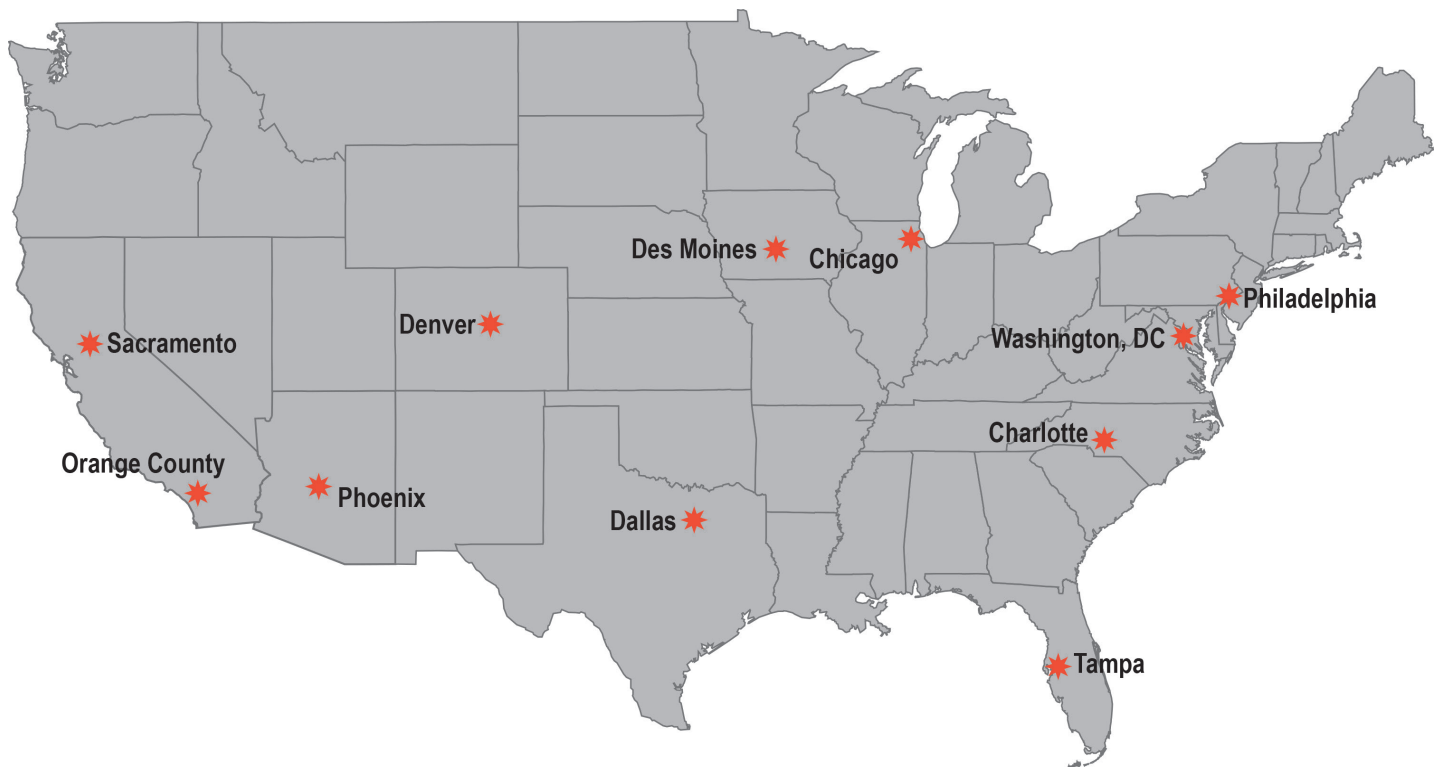 Des Moines
Chicago
Philadelphia
Denver
Washington, DC
Sacramento
Charlotte
Orange County
Phoenix
Dallas
Tampa